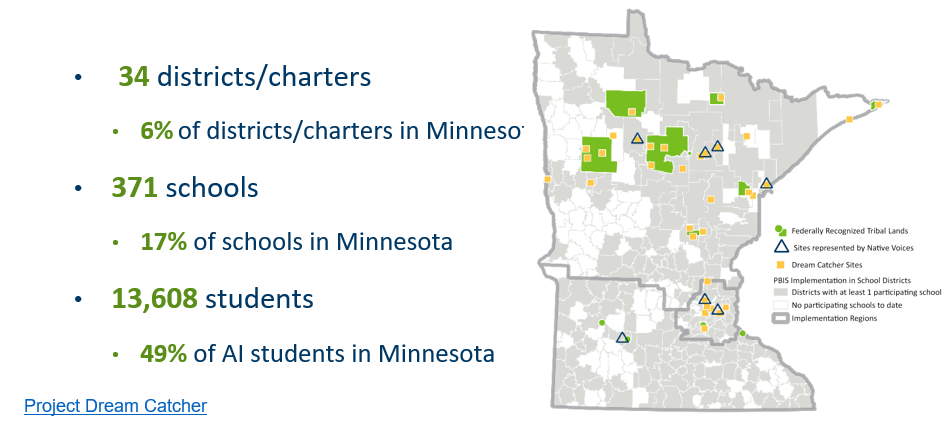 • 34 districts/charters
• 6% of districts/charters in Minneso
• 371 schools
• 17% of schools in Minnesota
• 13,608 students
• 49% of AI students in Minnesota
Project Dream Catcher
Federally Recognized Tribal Lands
Sites represented by Native Voices
Dream Catcher Sites
PBIS Implementation in School Districts
Districts with at least 1 participating school
No participating schools to date
Implementation Regions